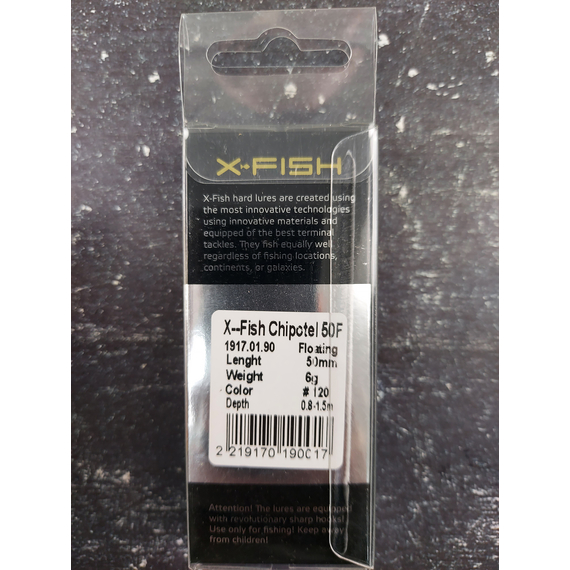 X-FISH
X-Fish hard lures are created using
the most innovative technologies
using innovative materials and
equipped of the best terminal
tackles. They fish equally well
regardless of fishing locations,
continents, or galaxies.
X--Fish Chipotel 50F
1917.01.90 Floating
Lenght 50mm
Weight 6g
Color # 120
Depth 0.8-1.5m
2 219170 190017
Attention! The lures are equipped
with revolutionary sharp hooks!
Use only for fishing! Keep away
from children!